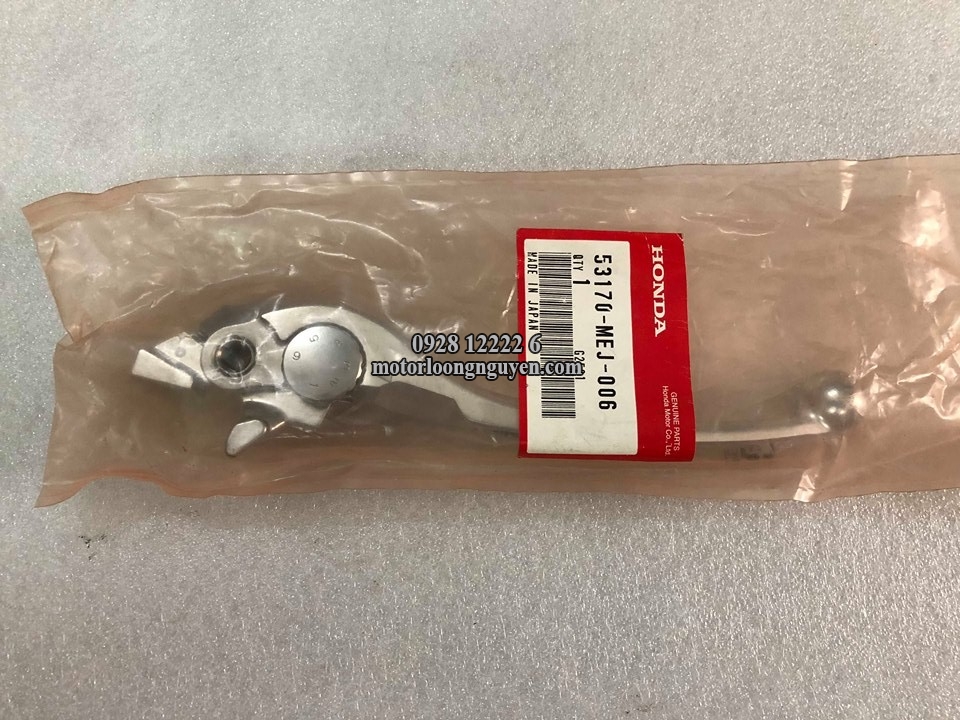 HONDA
53170-MEJ-006
QTY 1
MADE IN JAPAN
GENUINE PARTS
Honda Motor Co., Ltd.
0928 12222 6
motorloongnguyen.com